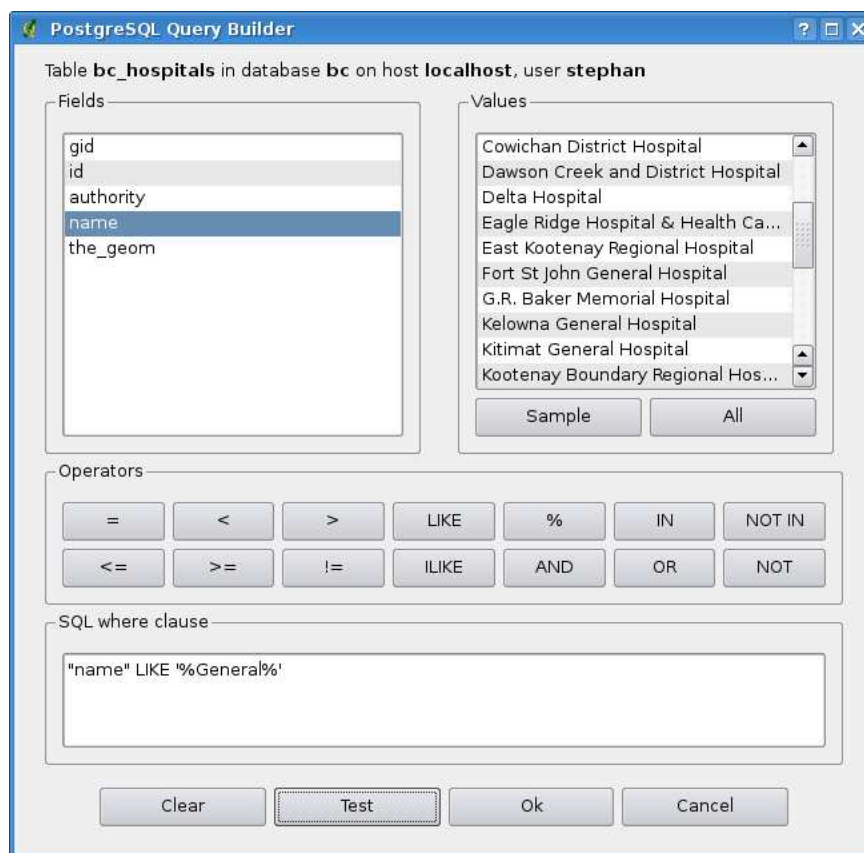 PostgreSQL Query Builder
Table bc_hospitals in database bc on host localhost, user stephan
Fields
gid
id
authority
name
the_geom
Values
Cowichan District Hospital
Dawson Creek and District Hospital
Delta Hospital
Eagle Ridge Hospital & Health Ca...
East Kootenay Regional Hospital
Fort St John General Hospital
G.R. Baker Memorial Hospital
Kelowna General Hospital
Kitimat General Hospital
Kootenay Boundary Regional Hos...
Sample All
Operators
= < > LIKE % IN NOT IN
<= >= != ILIKE AND OR NOT
SQL where clause
"name" LIKE '%General%'
Clear Test Ok Cancel